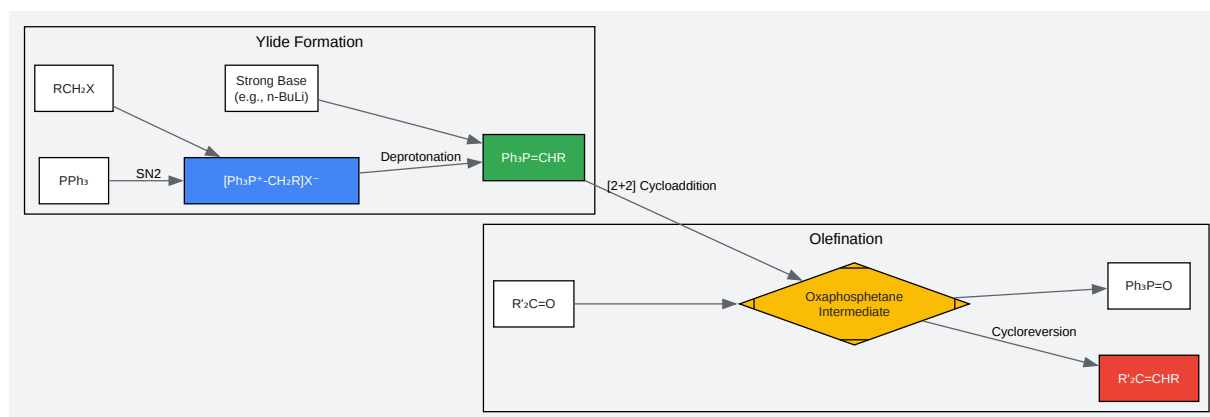 Ylide Formation
RCH₂X
Strong Base
(e.g., n-BuLi)
PPh₃
SN2
[Ph₃P⁺-CH₂R]X⁻
Deprotonation
Ph₃P=CHR
[2+2] Cycloaddition
Olefination
R'₂C=O
Oxaphosphetane
Intermediate
Ph₃P=O
Cycloreversion
R'₂C=CHR